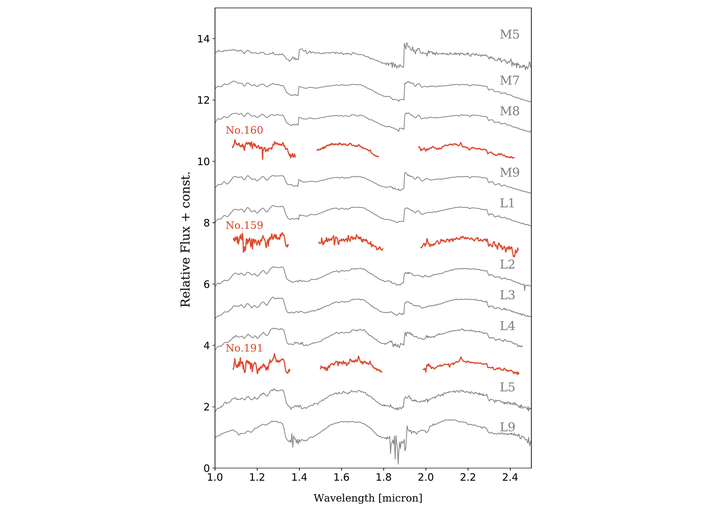 M5
14
M7
12
M8
No.160
10
M9
L1
8
No.159
L2
6
L3
L4
4
No.191
L5
2
L9
0
1.0 1.2 1.4 1.6 1.8 2.0 2.2 2.4
Relative Flux + const.
Wavelength [micron]